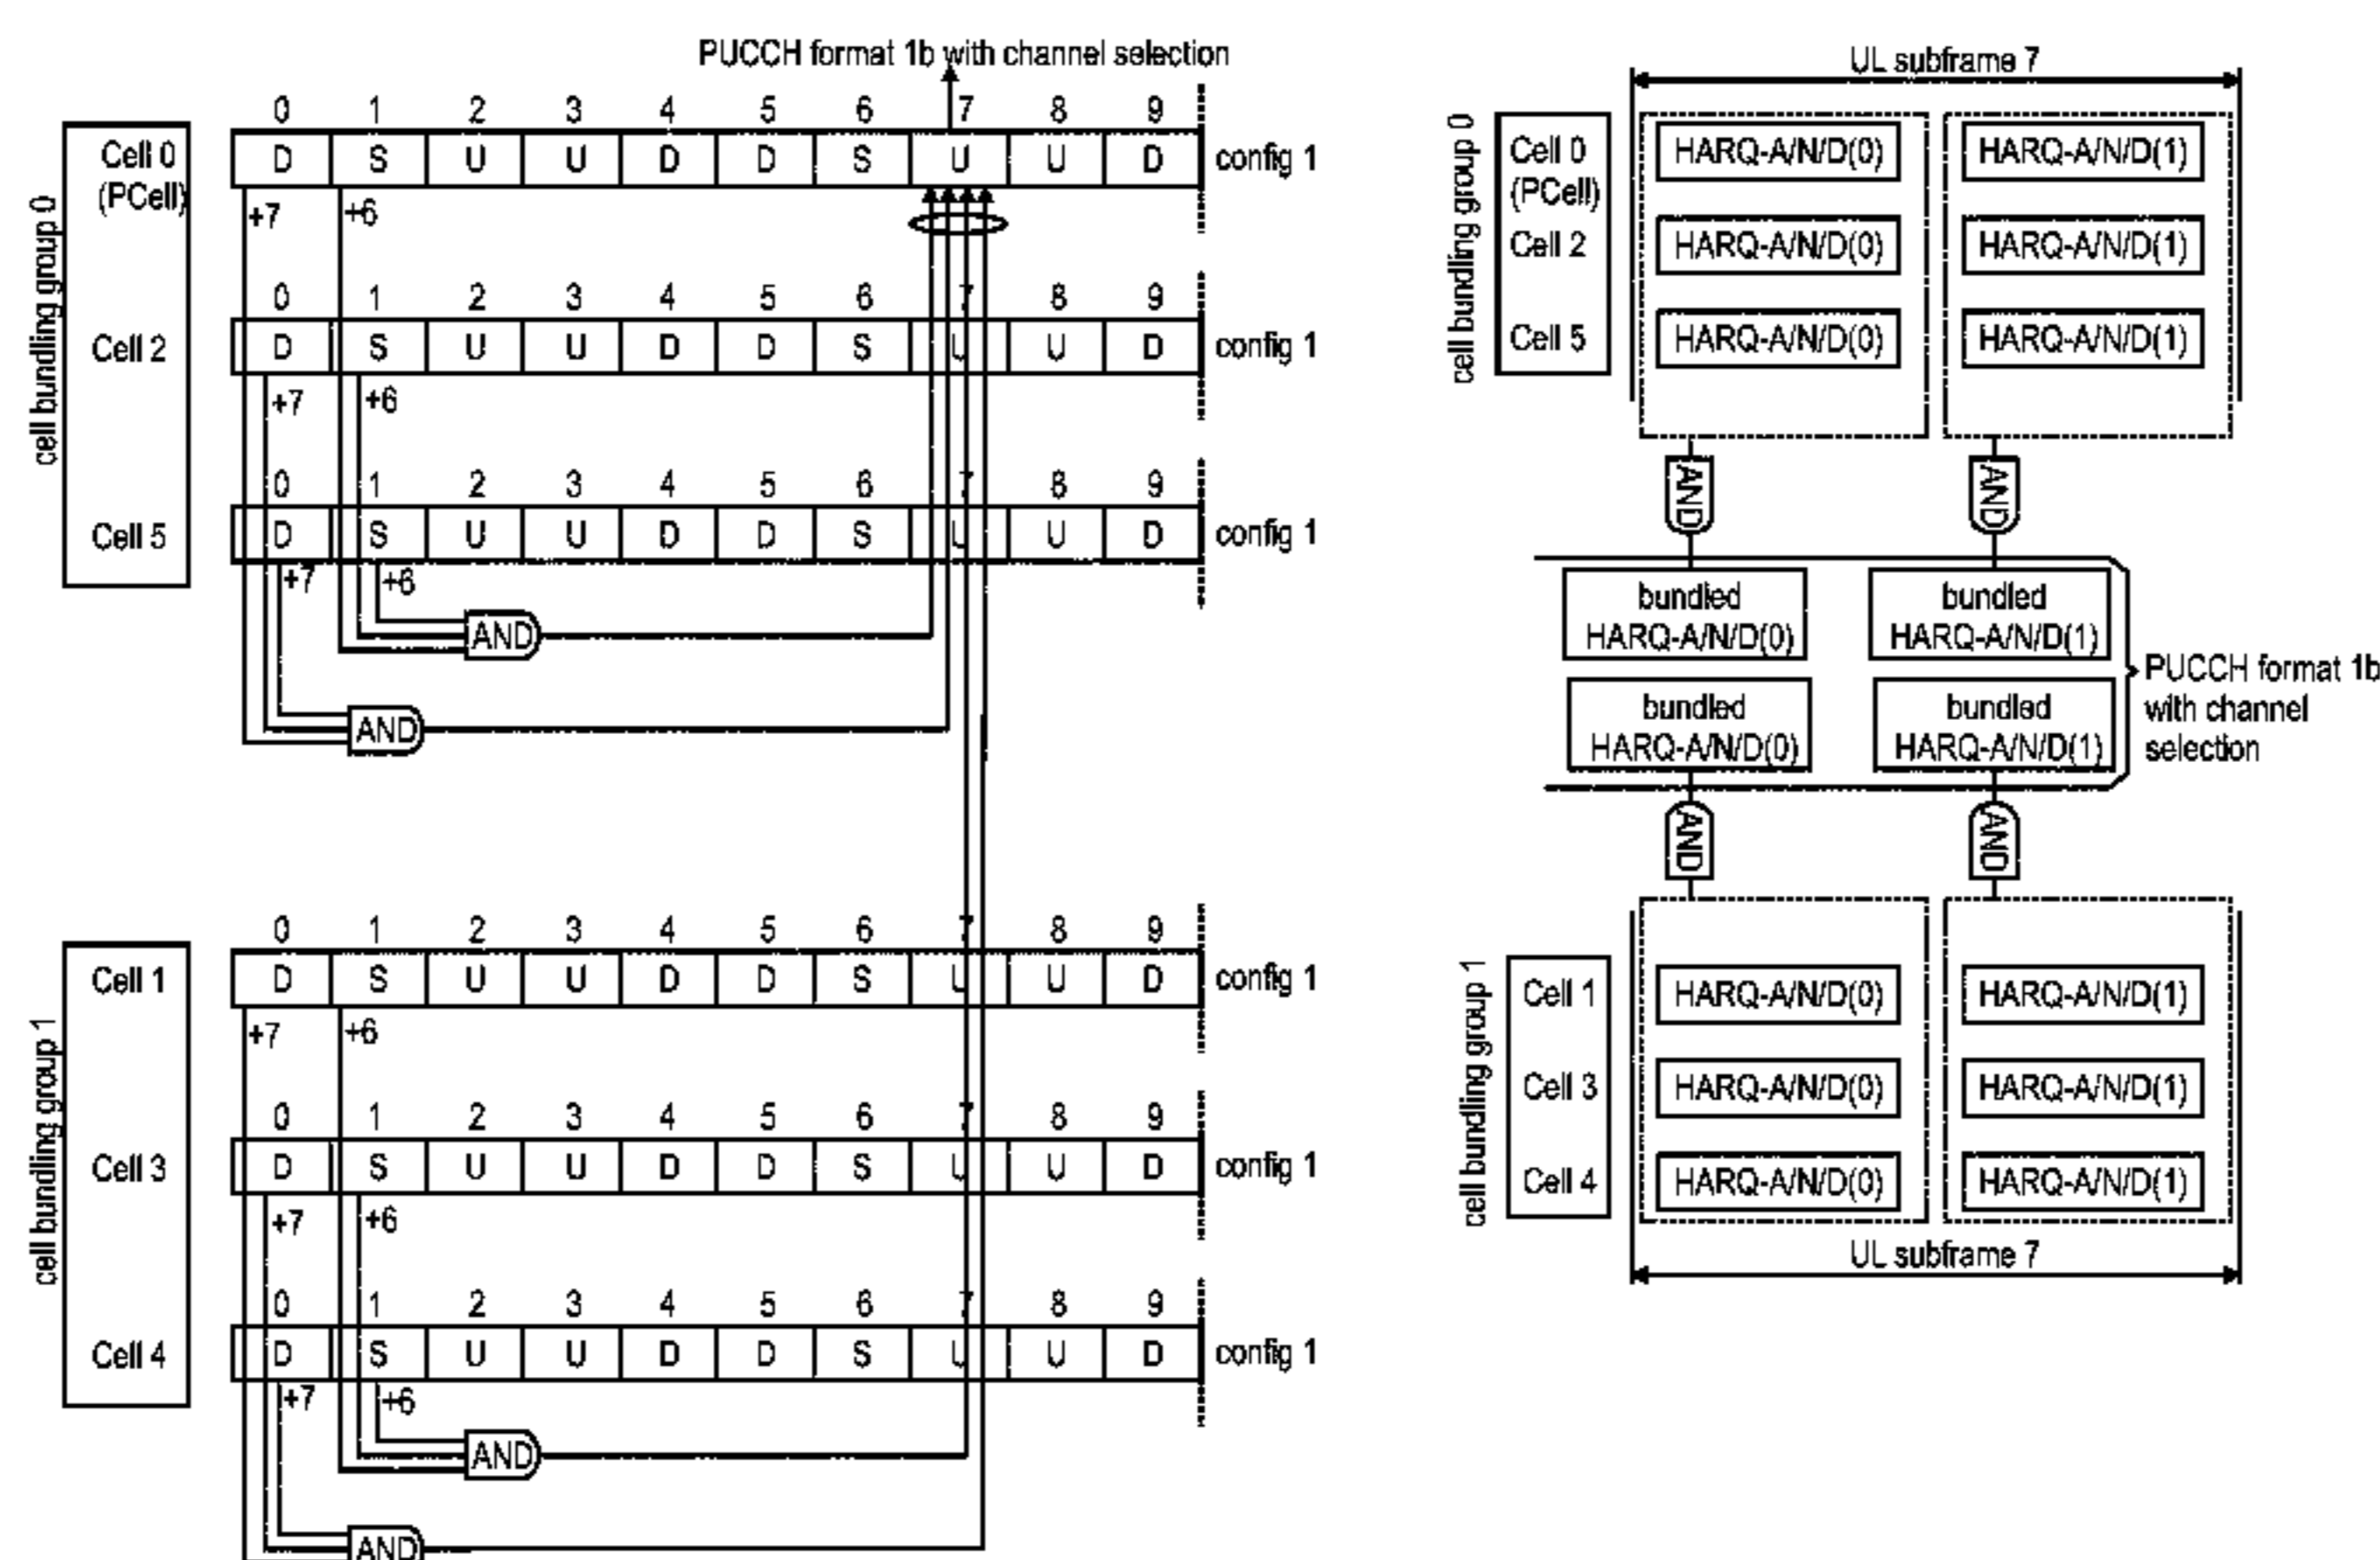 PUCCH format 1b with channel selection
cell bundling group 0
0 1 2 3 4 5 6 7 8 9
Cell 0
(PCell)
D S U U D D S U U D config 1
+7 +6
0 1 2 3 4 5 6 7 8 9
Cell 2 D S U U D D S U U D config 1
+7 +6
0 1 2 3 4 5 6 7 8 9
Cell 5 D S U U D D S U U D config 1
+7 +6
AND
AND
cell bundling group 1
0 1 2 3 4 5 6 7 8 9
Cell 1 D S U U D D S U U D config 1
+7 +6
0 1 2 3 4 5 6 7 8 9
Cell 3 D S U U D D S U U D config 1
+7 +6
0 1 2 3 4 5 6 7 8 9
Cell 4 D S U U D D S U U D config 1
+7 +6
AND
AND
UL subframe 7
cell bundling group 0
Cell 0
(PCell)
HARQ-A/N/D(0) HARQ-A/N/D(1)
Cell 2 HARQ-A/N/D(0) HARQ-A/N/D(1)
Cell 5 HARQ-A/N/D(0) HARQ-A/N/D(1)
AND AND
bundled bundled
HARQ-A/N/D(0) HARQ-A/N/D(1)
bundled bundled
HARQ-A/N/D(0) HARQ-A/N/D(1)
PUCCH format 1b
with channel
selection
AND AND
cell bundling group 1
Cell 1 HARQ-A/N/D(0) HARQ-A/N/D(1)
Cell 3 HARQ-A/N/D(0) HARQ-A/N/D(1)
Cell 4 HARQ-A/N/D(0) HARQ-A/N/D(1)
UL subframe 7